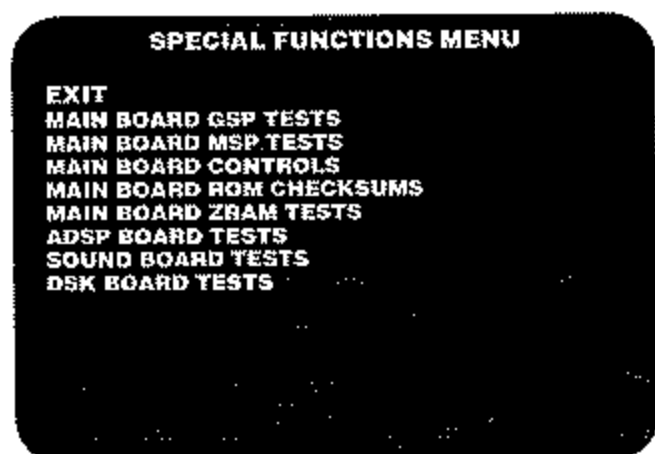 SPECIAL FUNCTIONS MENU
EXIT
MAIN BOARD GSP TESTS
MAIN BOARD MSP TESTS
MAIN BOARD CONTROLS
MAIN BOARD ROM CHECKSUMS
MAIN BOARD ZRAM TESTS
ADSP BOARD TESTS
SOUND BOARD TESTS
DSK BOARD TESTS